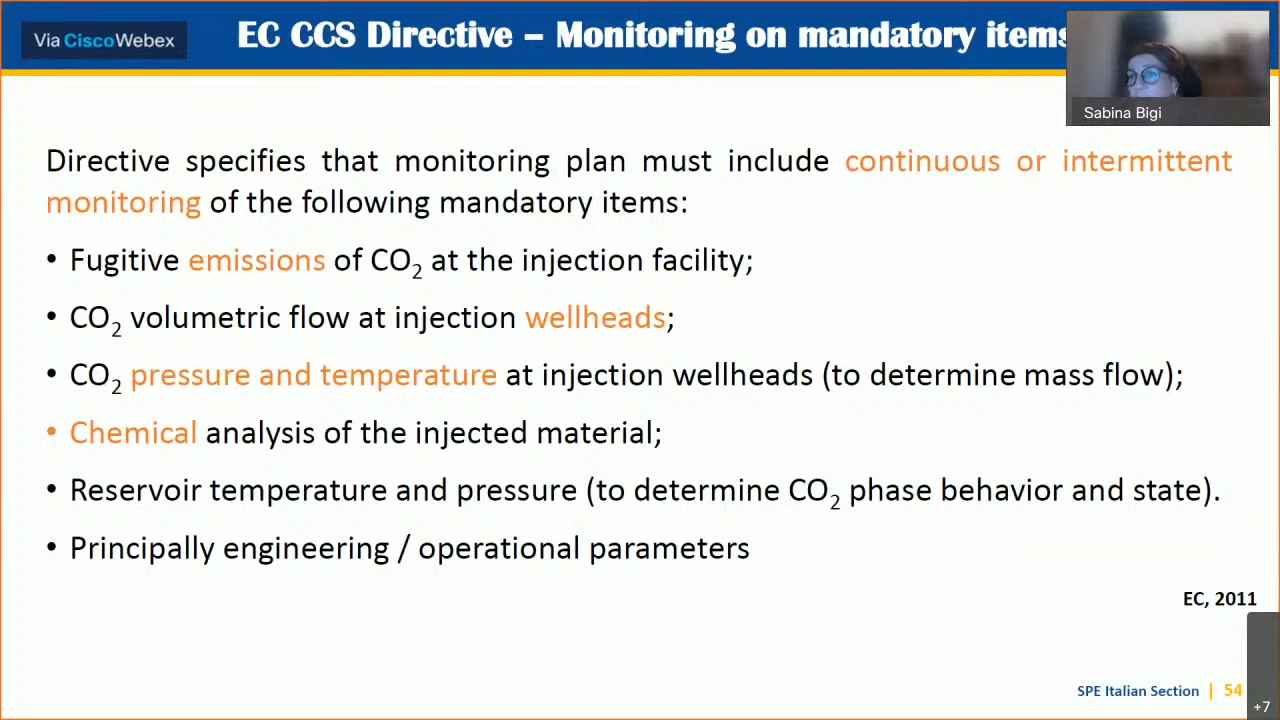 Via CiscoWebex
EC CCS Directive – Monitoring on mandatory items
Sabina Bigi
Directive specifies that monitoring plan must include continuous or intermittent
monitoring of the following mandatory items:
• Fugitive emissions of CO₂ at the injection facility;
• CO₂ volumetric flow at injection wellheads;
• CO₂ pressure and temperature at injection wellheads (to determine mass flow);
• Chemical analysis of the injected material;
• Reservoir temperature and pressure (to determine CO₂ phase behavior and state).
• Principally engineering / operational parameters
EC, 2011
SPE Italian Section | 54
+7